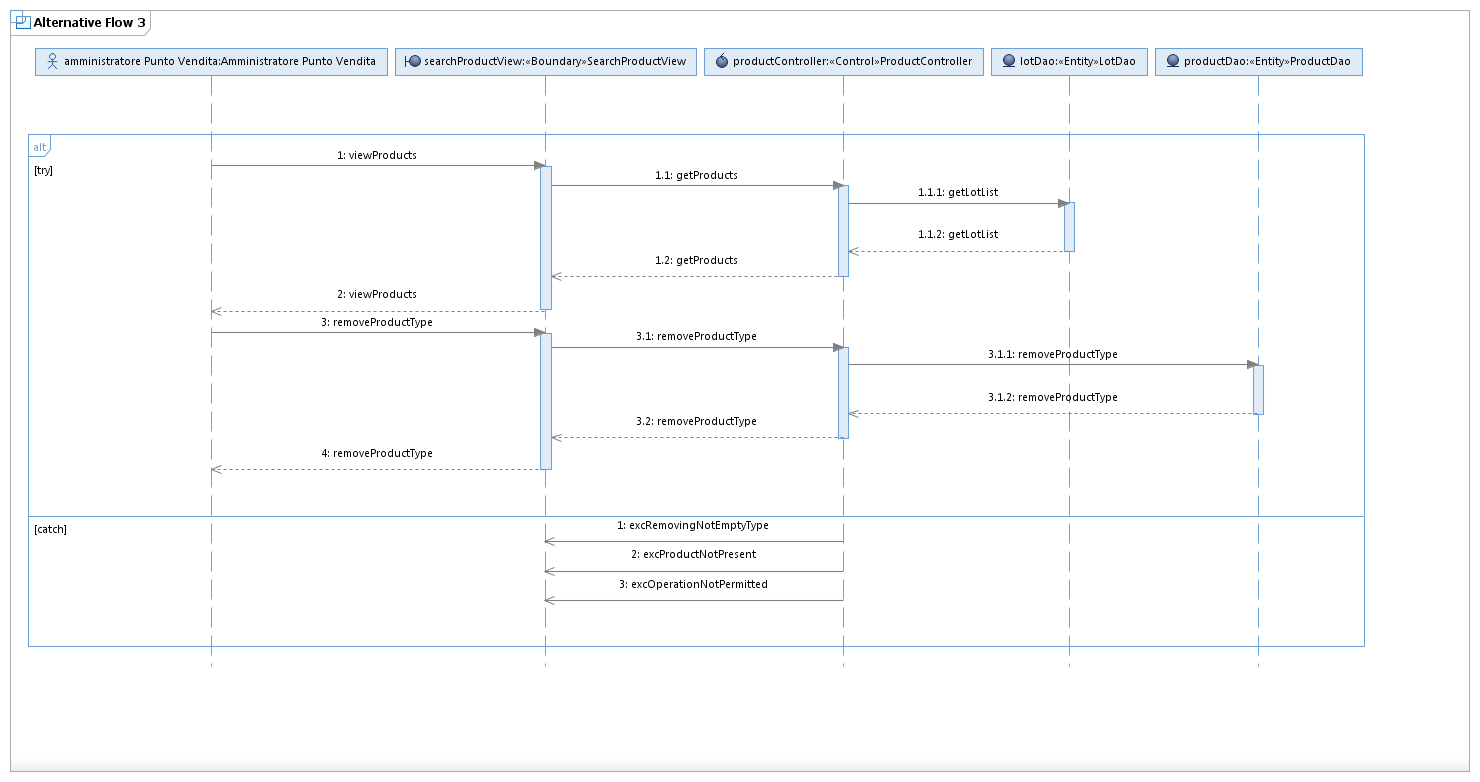 Alternative Flow 3
amministratore Punto Vendita:Amministratore Punto Vendita
searchProductView:«Boundary»SearchProductView
productController:«Control»ProductController
lotDao:«Entity»LotDao
productDao:«Entity»ProductDao
alt
[try]
1: viewProducts
1.1: getProducts
1.1.1: getLotList
1.1.2: getLotList
1.2: getProducts
2: viewProducts
3: removeProductType
3.1: removeProductType
3.1.1: removeProductType
3.1.2: removeProductType
3.2: removeProductType
4: removeProductType
[catch]
1: excRemovingNotEmptyType
2: excProductNotPresent
3: excOperationNotPermitted